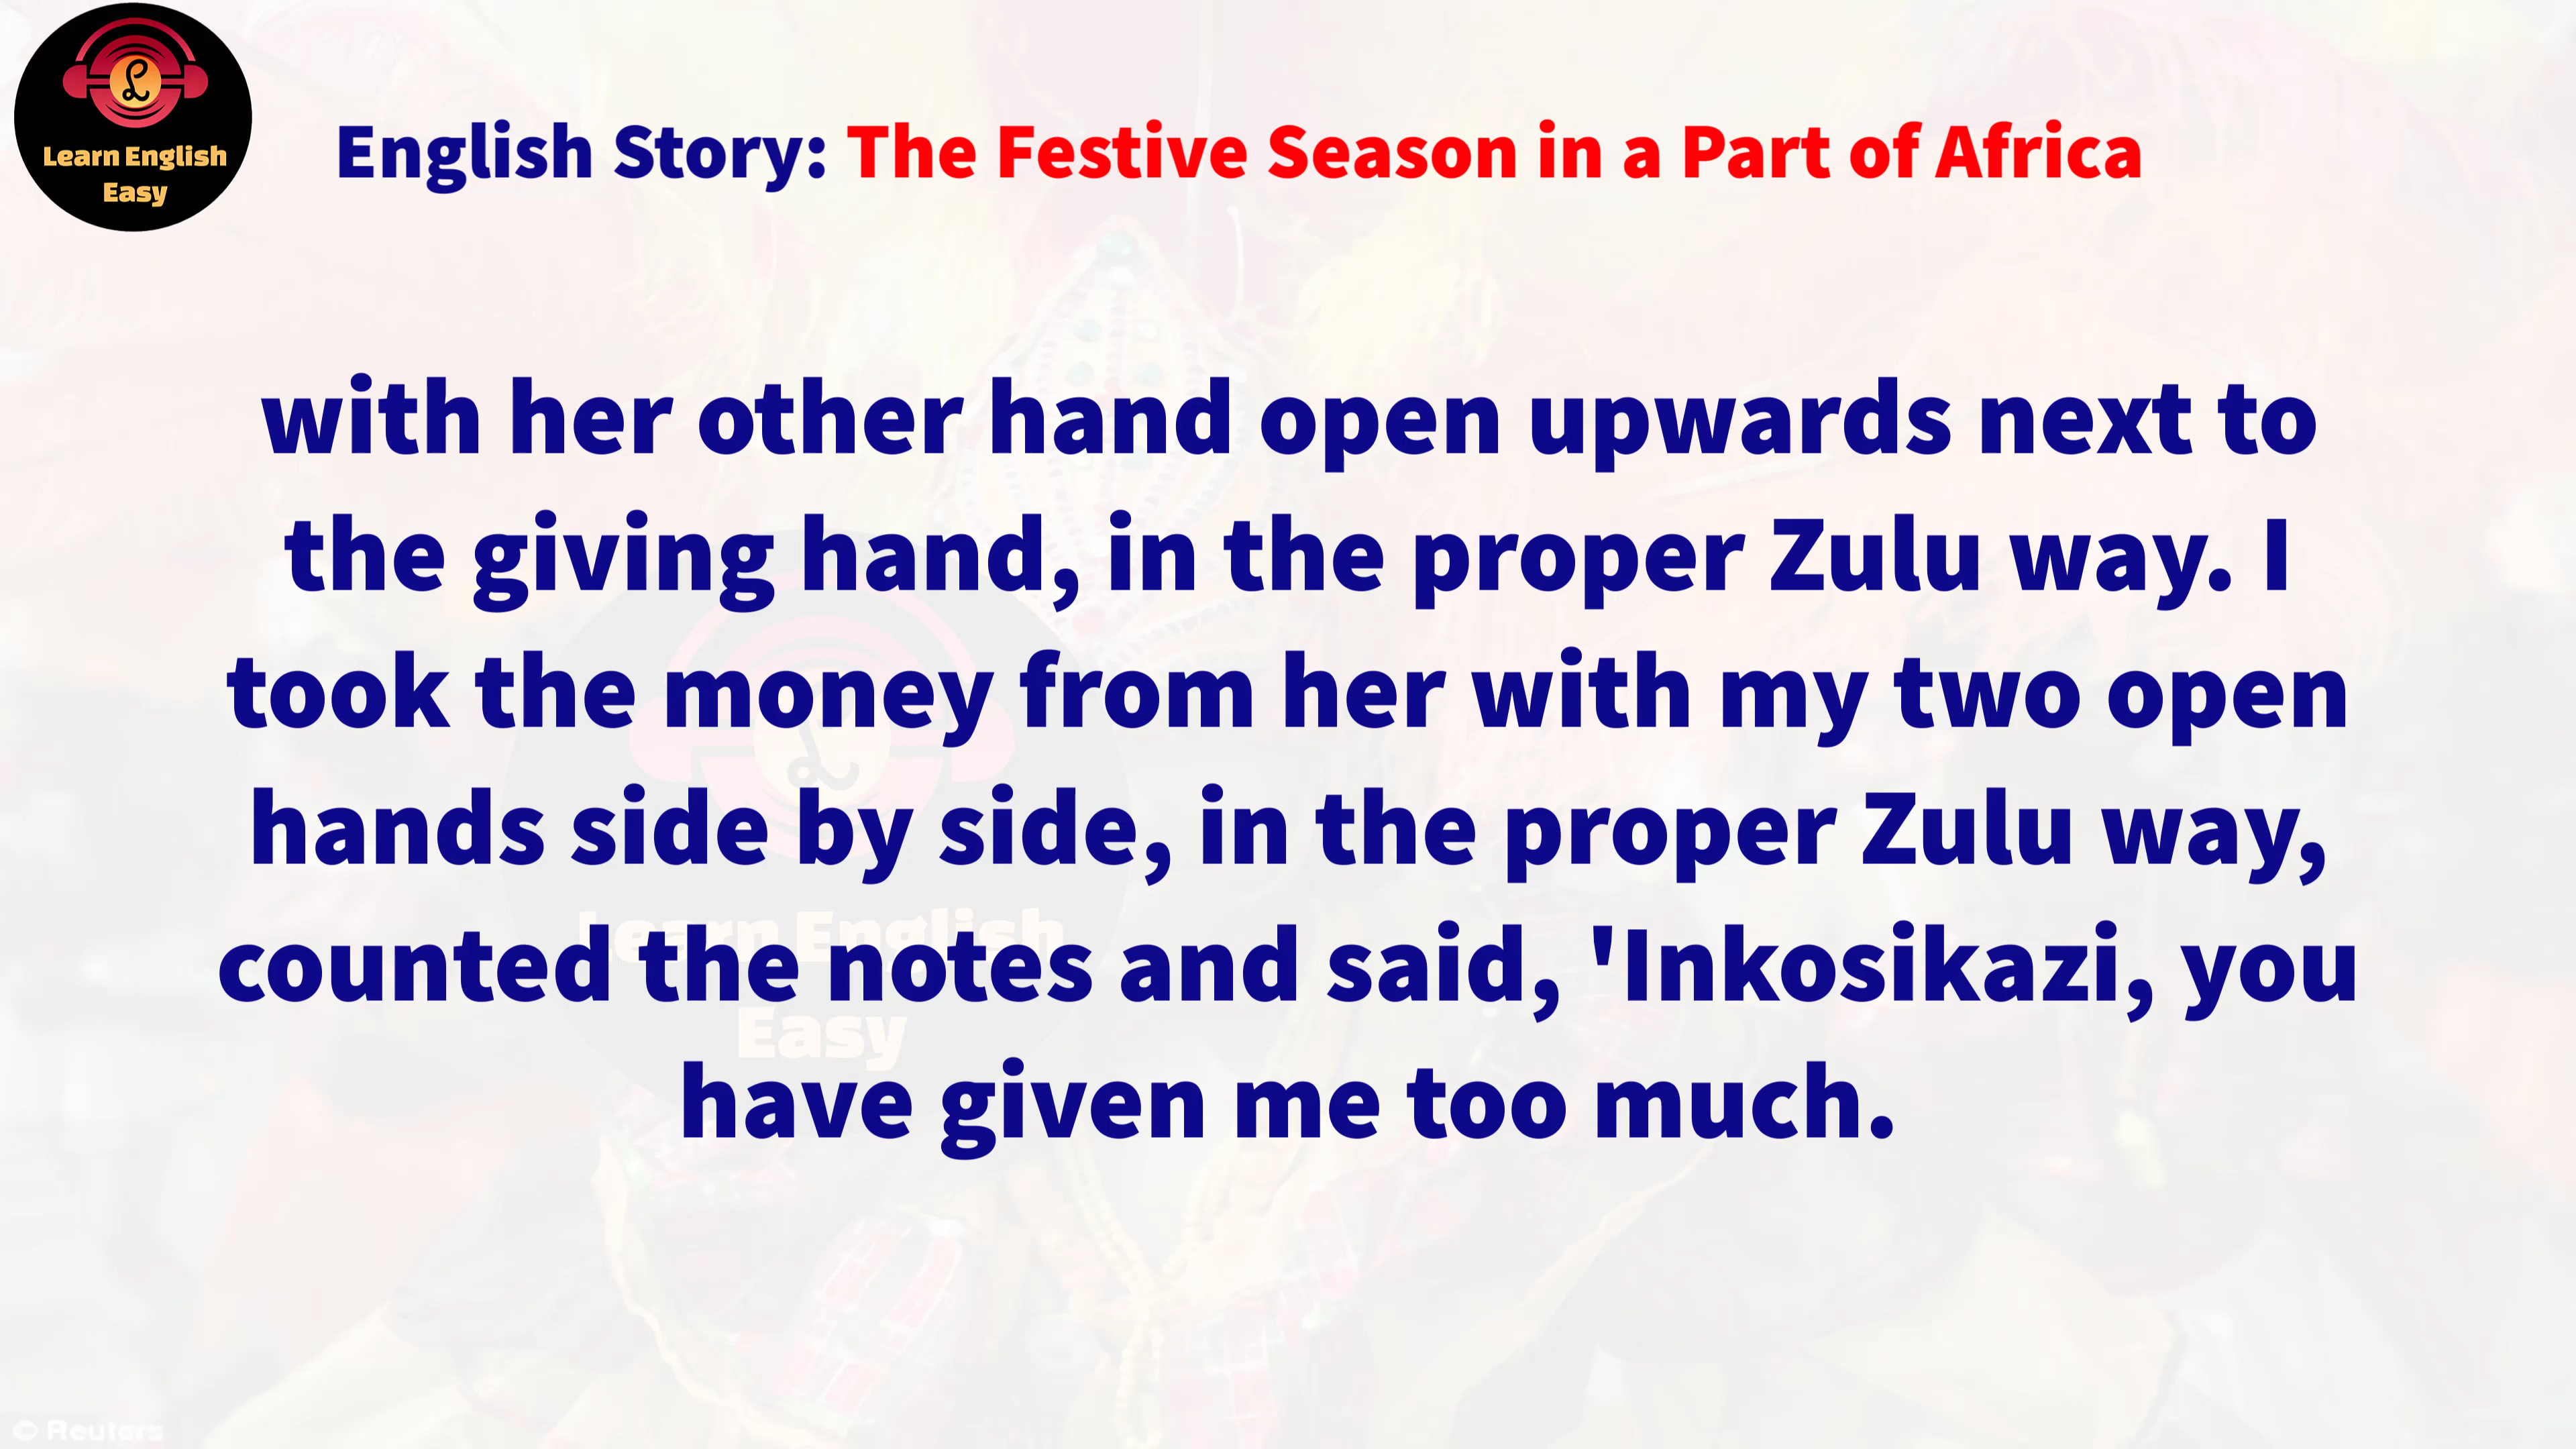 Learn English
Easy
English Story: The Festive Season in a Part of Africa
with her other hand open upwards next to
the giving hand, in the proper Zulu way. I
took the money from her with my two open
hands side by side, in the proper Zulu way,
counted the notes and said, 'Inkosikazi, you
have given me too much.
Learn English
Easy
© Reuters